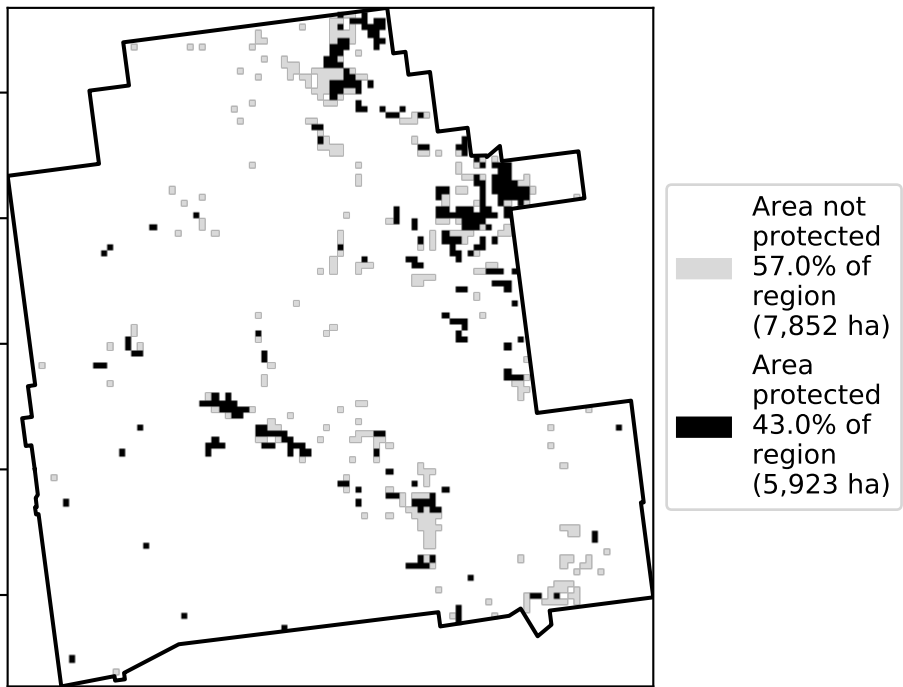 Area not
protected
57.0% of
region
(7,852 ha)
Area
protected
43.0% of
region
(5,923 ha)